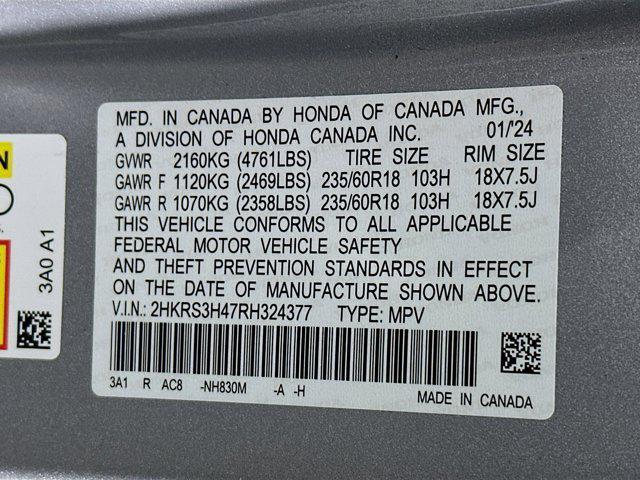 MFD. IN CANADA BY HONDA OF CANADA MFG.,
A DIVISION OF HONDA CANADA INC. 01/'24
GVWR 2160KG (4761LBS) TIRE SIZE RIM SIZE
GAWR F 1120KG (2469LBS) 235/60R18 103H 18X7.5J
GAWR R 1070KG (2358LBS) 235/60R18 103H 18X7.5J
THIS VEHICLE CONFORMS TO ALL APPLICABLE
FEDERAL MOTOR VEHICLE SAFETY
AND THEFT PREVENTION STANDARDS IN EFFECT
ON THE DATE OF MANUFACTURE SHOWN ABOVE.
V.I.N.: 2HKRS3H47RH324377 TYPE: MPV
3A1 R AC8 -NH830M -A -H
MADE IN CANADA
N
3A0 A1